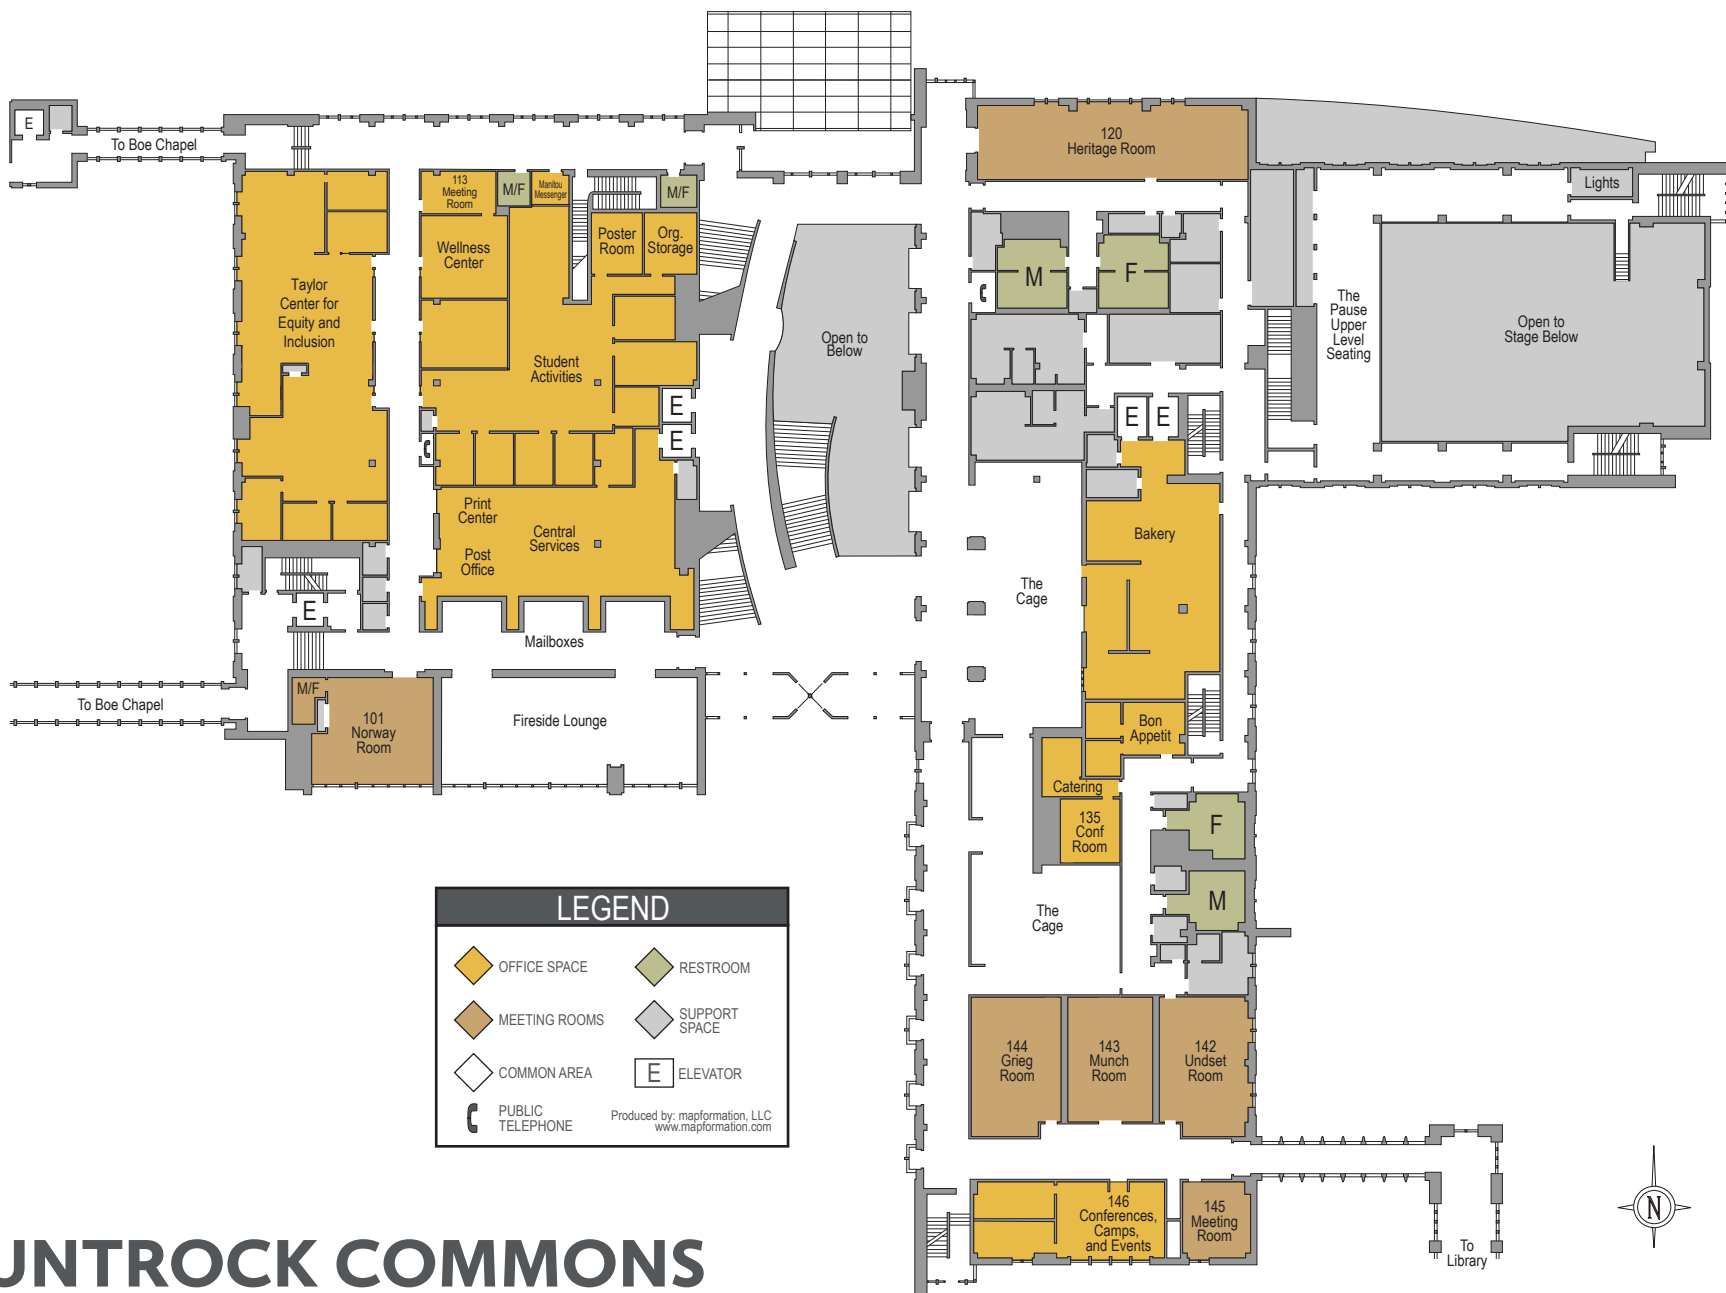 E
To Boe Chapel
120
Heritage Room
Lights
113
Meeting
Room
M/F
Manitou
Messenger
M/F
Wellness
Center
Poster
Room
Org.
Storage
M
F
Taylor
Center for
Equity and
Inclusion
Open to
Below
The
Pause
Upper
Level
Seating
Open to
Stage Below
Student
Activities
E
E
E
E
Print
Center
Central
Services
Post
Office
Bakery
The
Cage
E
Mailboxes
M/F
To Boe Chapel
101
Norway
Room
Fireside Lounge
Bon
Appetit
Catering
135
Conf
Room
F
M
The
Cage
LEGEND
OFFICE SPACE
RESTROOM
MEETING ROOMS
SUPPORT
SPACE
COMMON AREA
E ELEVATOR
PUBLIC
TELEPHONE
Produced by: mapformation, LLC
www.mapformation.com
144
Grieg
Room
143
Munch
Room
142
Undset
Room
146
Conferences,
Camps,
and Events
145
Meeting
Room
N
To
Library
UNTROCK COMMONS